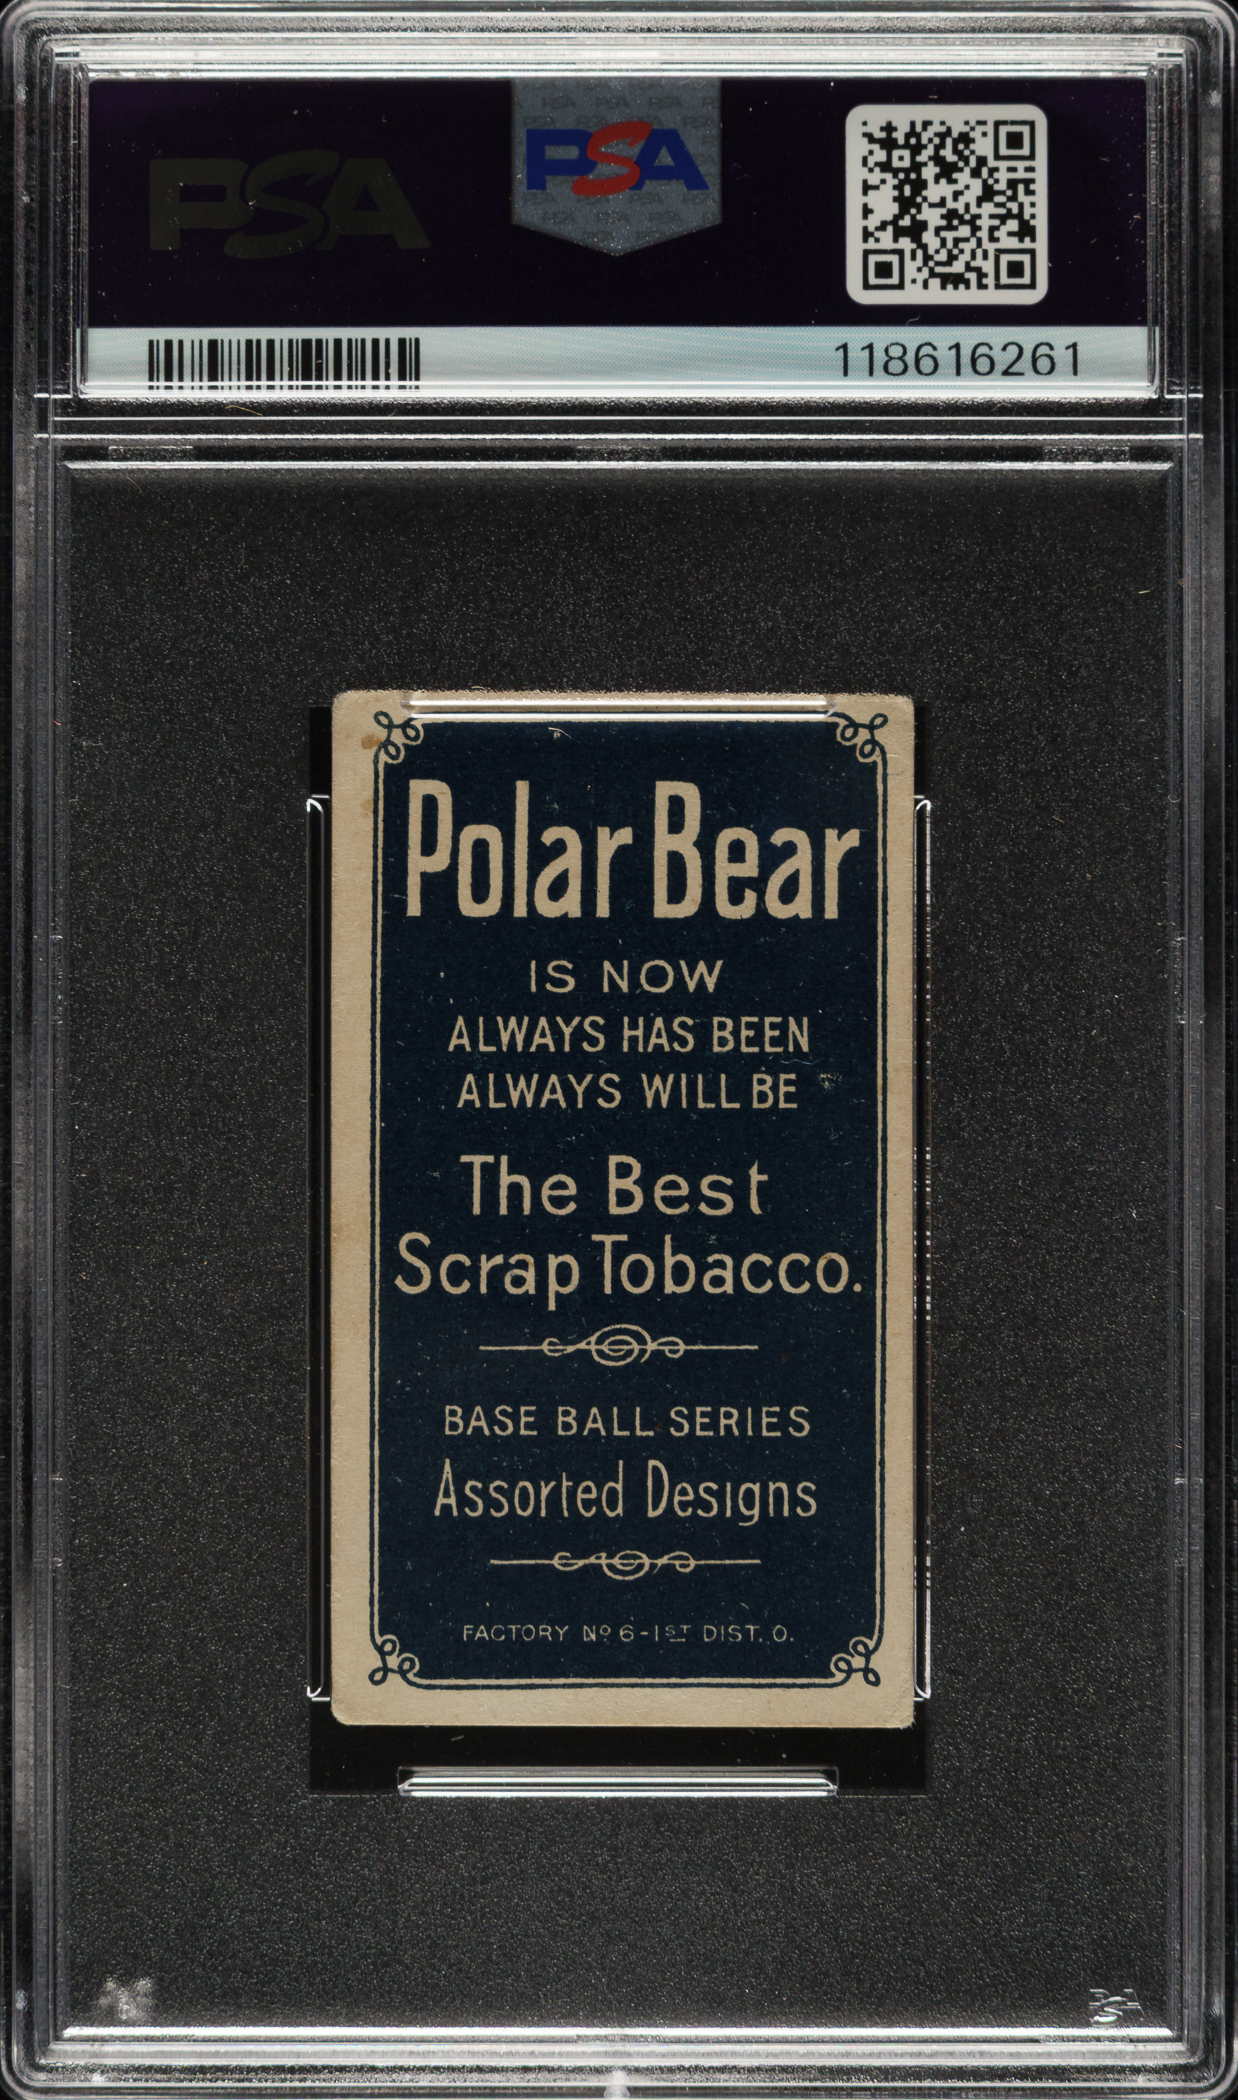 PSA
PSA
118616261
Polar Bear
IS NOW
ALWAYS HAS BEEN
ALWAYS WILL BE
The Best
Scrap Tobacco.
BASE BALL SERIES
Assorted Designs
FACTORY Nº 6-1ST DIST. O.
PSA